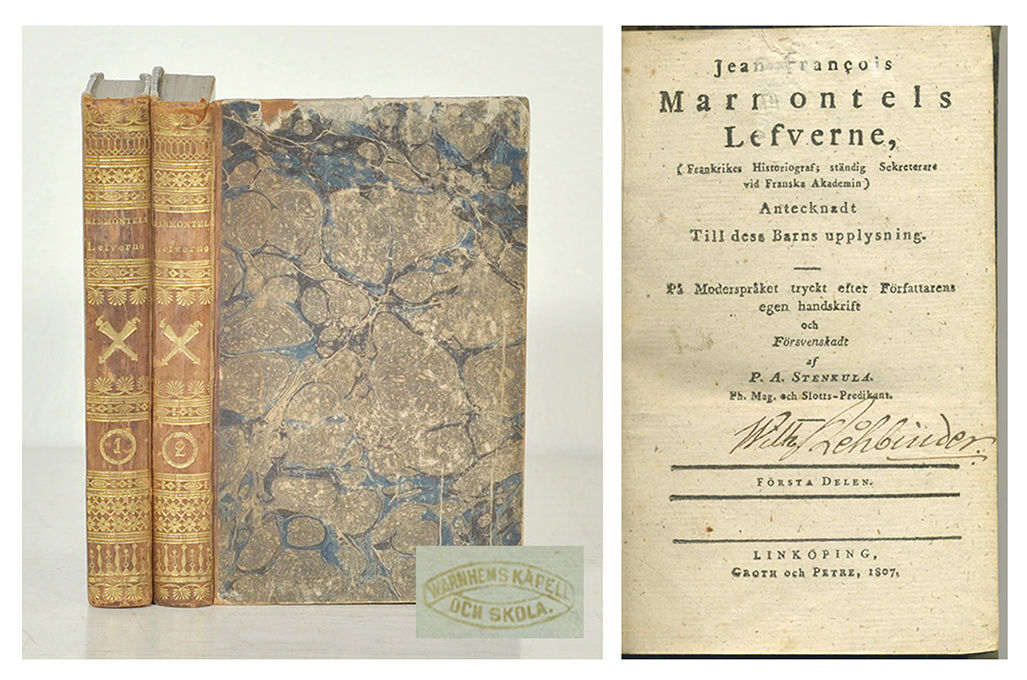 MARMONTELS
Lefverne
1
MARMONTELS
Lefverne
2
WARNHEMS KAPELL
OCH SKOLA.
Jean François
Marmontels
Lefverne,
(Frankrikes Historiograf; ständig Sekreterare
vid Franska Akademin)
Antecknadt
Till dess Barns upplysning.
På Moderspråket tryckt efter Författarens
egen handskrift
och
Försvenskadt
af
P. A. STENKULA.
Ph. Mag. och Slotts-Predikant.
Rehbinder
FÖRSTA DELEN.
LINKÖPING,
GROTH och PETRE, 1807,